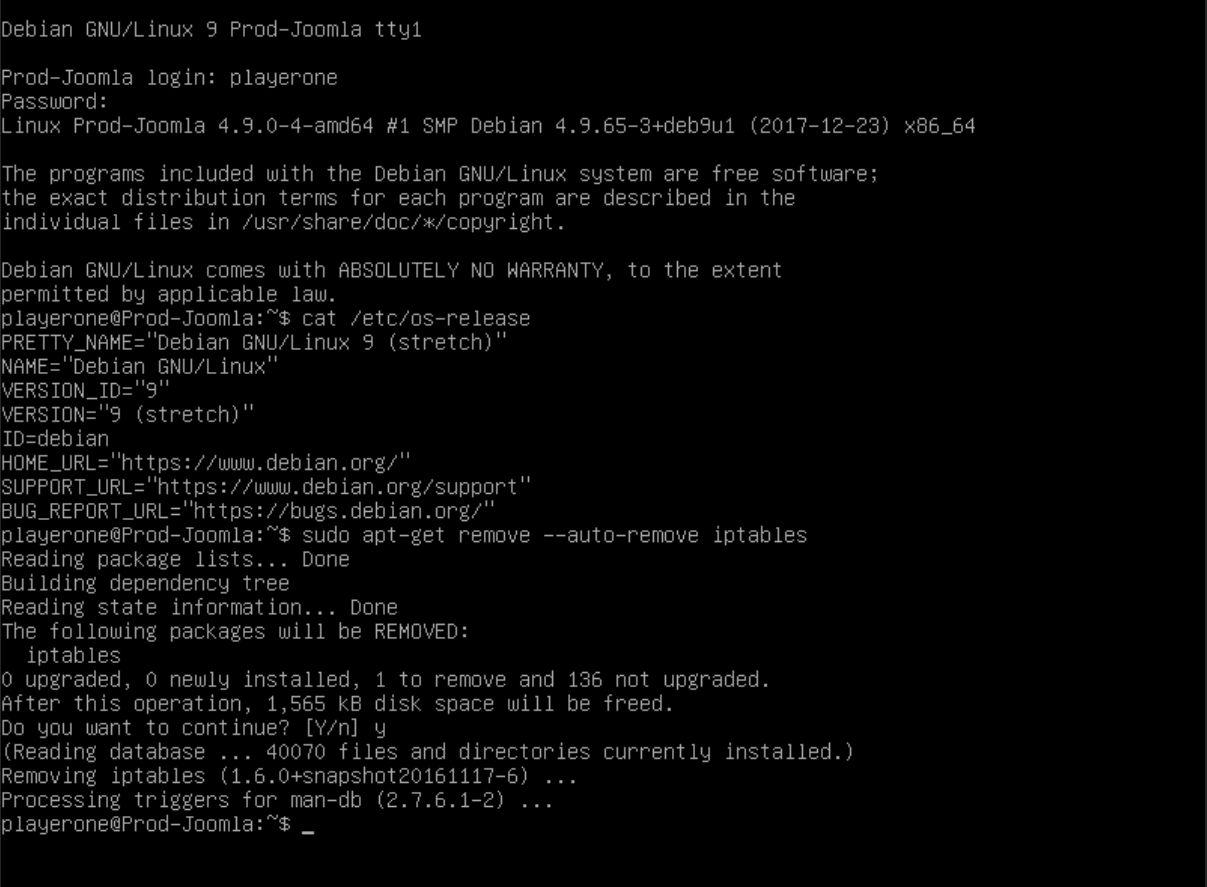 Debian GNU/Linux 9 Prod-Joomla tty1
Prod-Joomla login: playerone
Password:
Linux Prod-Joomla 4.9.0-4-amd64 #1 SMP Debian 4.9.65-3+deb9u1 (2017-12-23) x86_64
The programs included with the Debian GNU/Linux system are free software;
the exact distribution terms for each program are described in the
individual files in /usr/share/doc/*/copyright.
Debian GNU/Linux comes with ABSOLUTELY NO WARRANTY, to the extent
permitted by applicable law.
playerone@Prod-Joomla:~$ cat /etc/os-release
PRETTY_NAME="Debian GNU/Linux 9 (stretch)"
NAME="Debian GNU/Linux"
VERSION_ID="9"
VERSION="9 (stretch)"
ID=debian
HOME_URL="https://www.debian.org/"
SUPPORT_URL="https://www.debian.org/support"
BUG_REPORT_URL="https://bugs.debian.org/"
playerone@Prod-Joomla:~$ sudo apt-get remove --auto-remove iptables
Reading package lists... Done
Building dependency tree
Reading state information... Done
The following packages will be REMOVED:
  iptables
0 upgraded, 0 newly installed, 1 to remove and 136 not upgraded.
After this operation, 1,565 kB disk space will be freed.
Do you want to continue? [Y/n] y
(Reading database ... 40070 files and directories currently installed.)
Removing iptables (1.6.0+snapshot20161117-6) ...
Processing triggers for man-db (2.7.6.1-2) ...
playerone@Prod-Joomla:~$ _